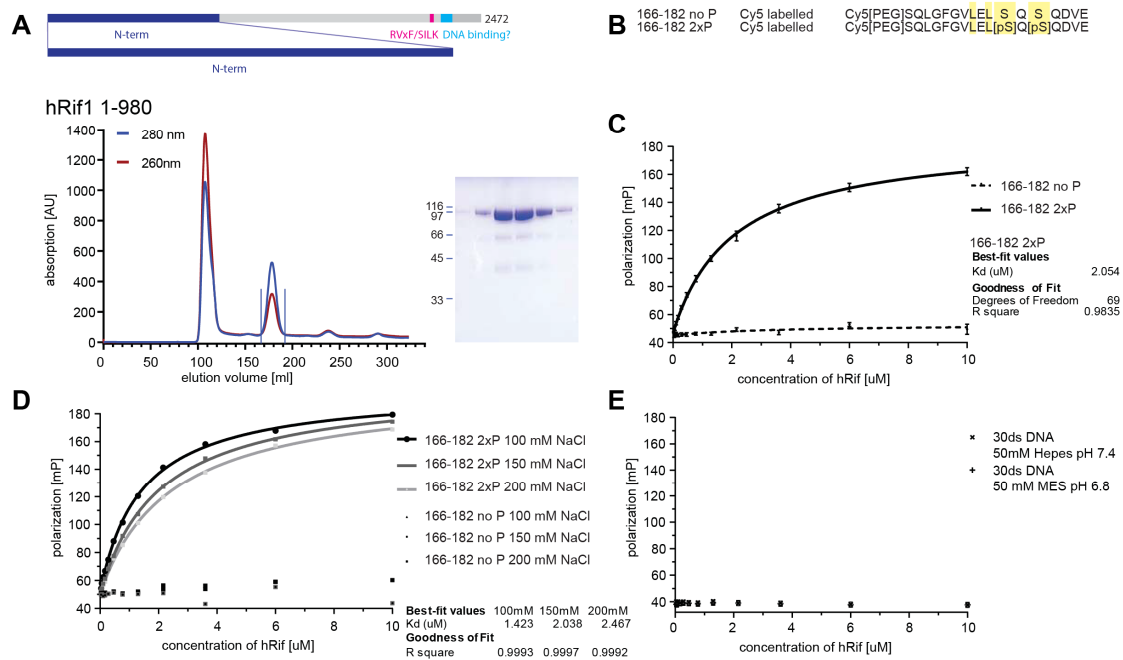 A
2472
N-term
RVxF/SILK DNA binding?
N-term
hRif1 1-980
280 nm
260nm
1400
1200
1000
800
600
400
200
0
absorption [AU]
0 50 100 150 200 250 300
elution volume [ml]
116
97
66
45
33
B
166-182 no P Cy5 labelled Cy5[PEG]SQLGFGVLEL S Q S QDVE
166-182 2xP Cy5 labelled Cy5[PEG]SQLGFGVLEL[pS]Q[pS]QDVE
C
180
160
140
120
100
80
60
40
polarization [mP]
0 2 4 6 8 10
concentration of hRif [uM]
166-182 no P
166-182 2xP
166-182 2xP
Best-fit values
Kd (uM) 2.054
Goodness of Fit
Degrees of Freedom 69
R square 0.9835
D
180
160
140
120
100
80
60
40
polarization [mP]
0 2 4 6 8 10
concentration of hRif [uM]
166-182 2xP 100 mM NaCl
166-182 2xP 150 mM NaCl
166-182 2xP 200 mM NaCl
166-182 no P 100 mM NaCl
166-182 no P 150 mM NaCl
166-182 no P 200 mM NaCl
Best-fit values 100mM 150mM 200mM
Kd (uM) 1.423 2.038 2.467
Goodness of Fit
R square 0.9993 0.9997 0.9992
E
180
160
140
120
100
80
60
40
polarization [mP]
0 2 4 6 8 10
concentration of hRif [uM]
30ds DNA
50mM Hepes pH 7.4
30ds DNA
50 mM MES pH 6.8